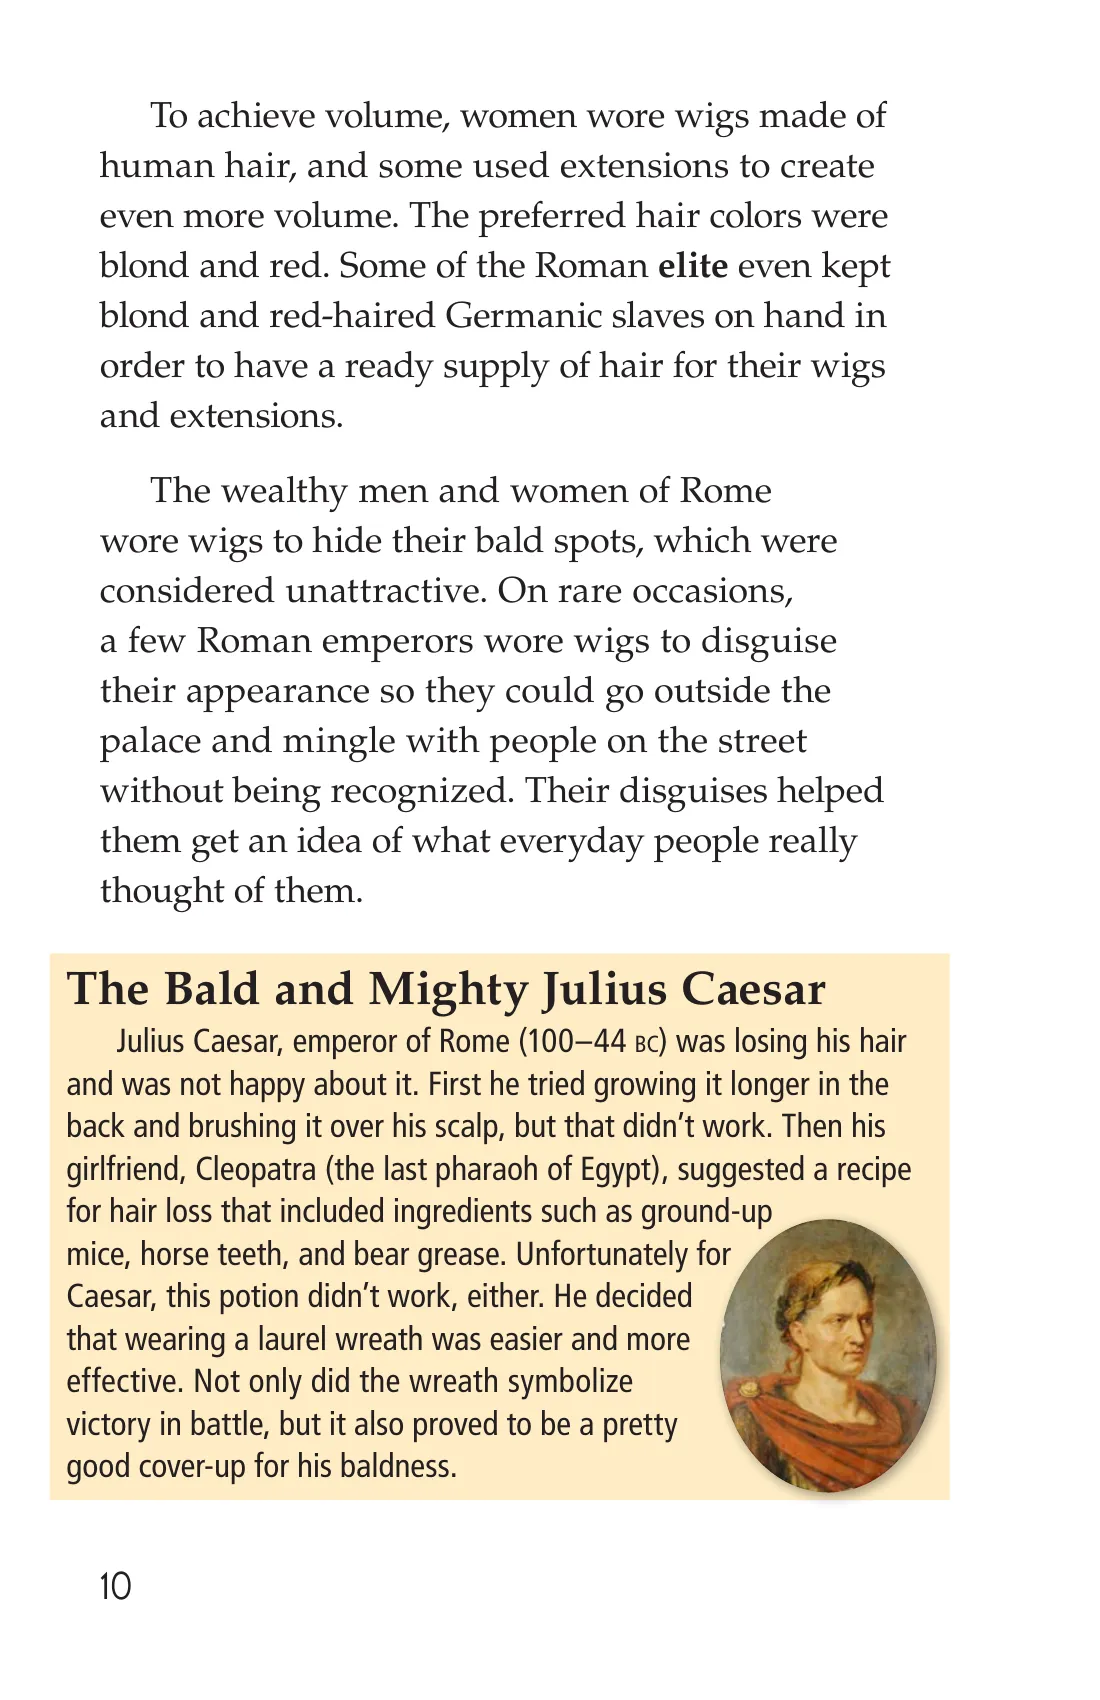 To achieve volume, women wore wigs made of
human hair, and some used extensions to create
even more volume. The preferred hair colors were
blond and red. Some of the Roman elite even kept
blond and red-haired Germanic slaves on hand in
order to have a ready supply of hair for their wigs
and extensions.
The wealthy men and women of Rome
wore wigs to hide their bald spots, which were
considered unattractive. On rare occasions,
a few Roman emperors wore wigs to disguise
their appearance so they could go outside the
palace and mingle with people on the street
without being recognized. Their disguises helped
them get an idea of what everyday people really
thought of them.
The Bald and Mighty Julius Caesar
Julius Caesar, emperor of Rome (100–44 BC) was losing his hair
and was not happy about it. First he tried growing it longer in the
back and brushing it over his scalp, but that didn’t work. Then his
girlfriend, Cleopatra (the last pharaoh of Egypt), suggested a recipe
for hair loss that included ingredients such as ground-up
mice, horse teeth, and bear grease. Unfortunately for
Caesar, this potion didn’t work, either. He decided
that wearing a laurel wreath was easier and more
effective. Not only did the wreath symbolize
victory in battle, but it also proved to be a pretty
good cover-up for his baldness.
10